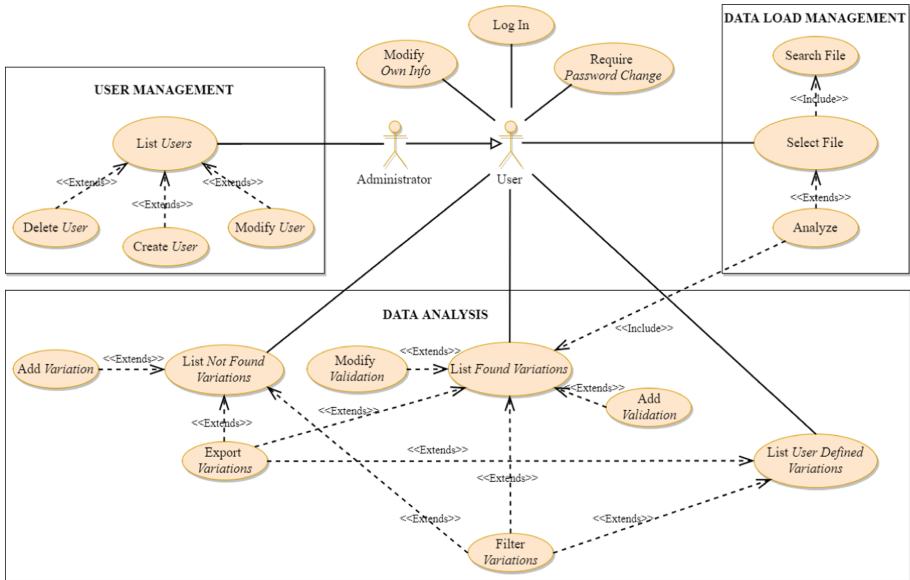 DATA LOAD MANAGEMENT
Log In
Modify
Own Info
Require
Password Change
Search File
<<Include>>
Select File
<<Extends>>
Analyze
USER MANAGEMENT
List Users
<<Extends>>
<<Extends>>
<<Extends>>
Delete User
Create User
Modify User
Administrator
User
DATA ANALYSIS
<<Include>>
Add Variation
<<Extends>>
List Not Found
Variations
Modify
Validation
<<Extends>>
List Found Variations
<<Extends>>
Add
Validation
<<Extends>>
<<Extends>>
Export
Variations
<<Extends>>
List User Defined
Variations
<<Extends>>
<<Extends>>
<<Extends>>
Filter
Variations